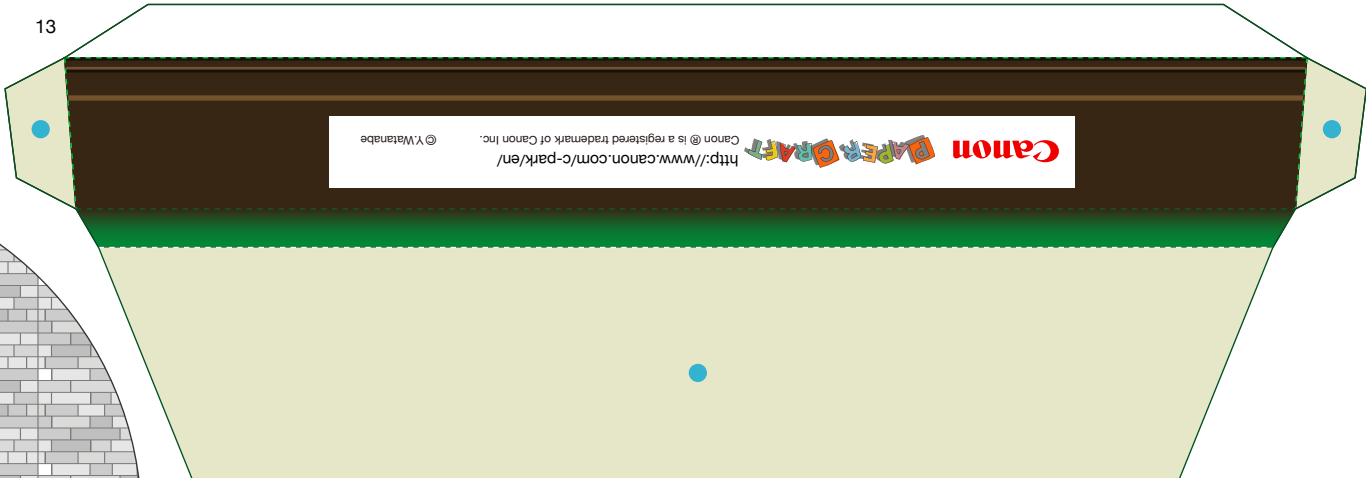 13
Canon
PAPER CRAFT
http://www.canon.com/c-park/en/
Canon ® is a registered trademark of Canon Inc.
© Y.Watanabe